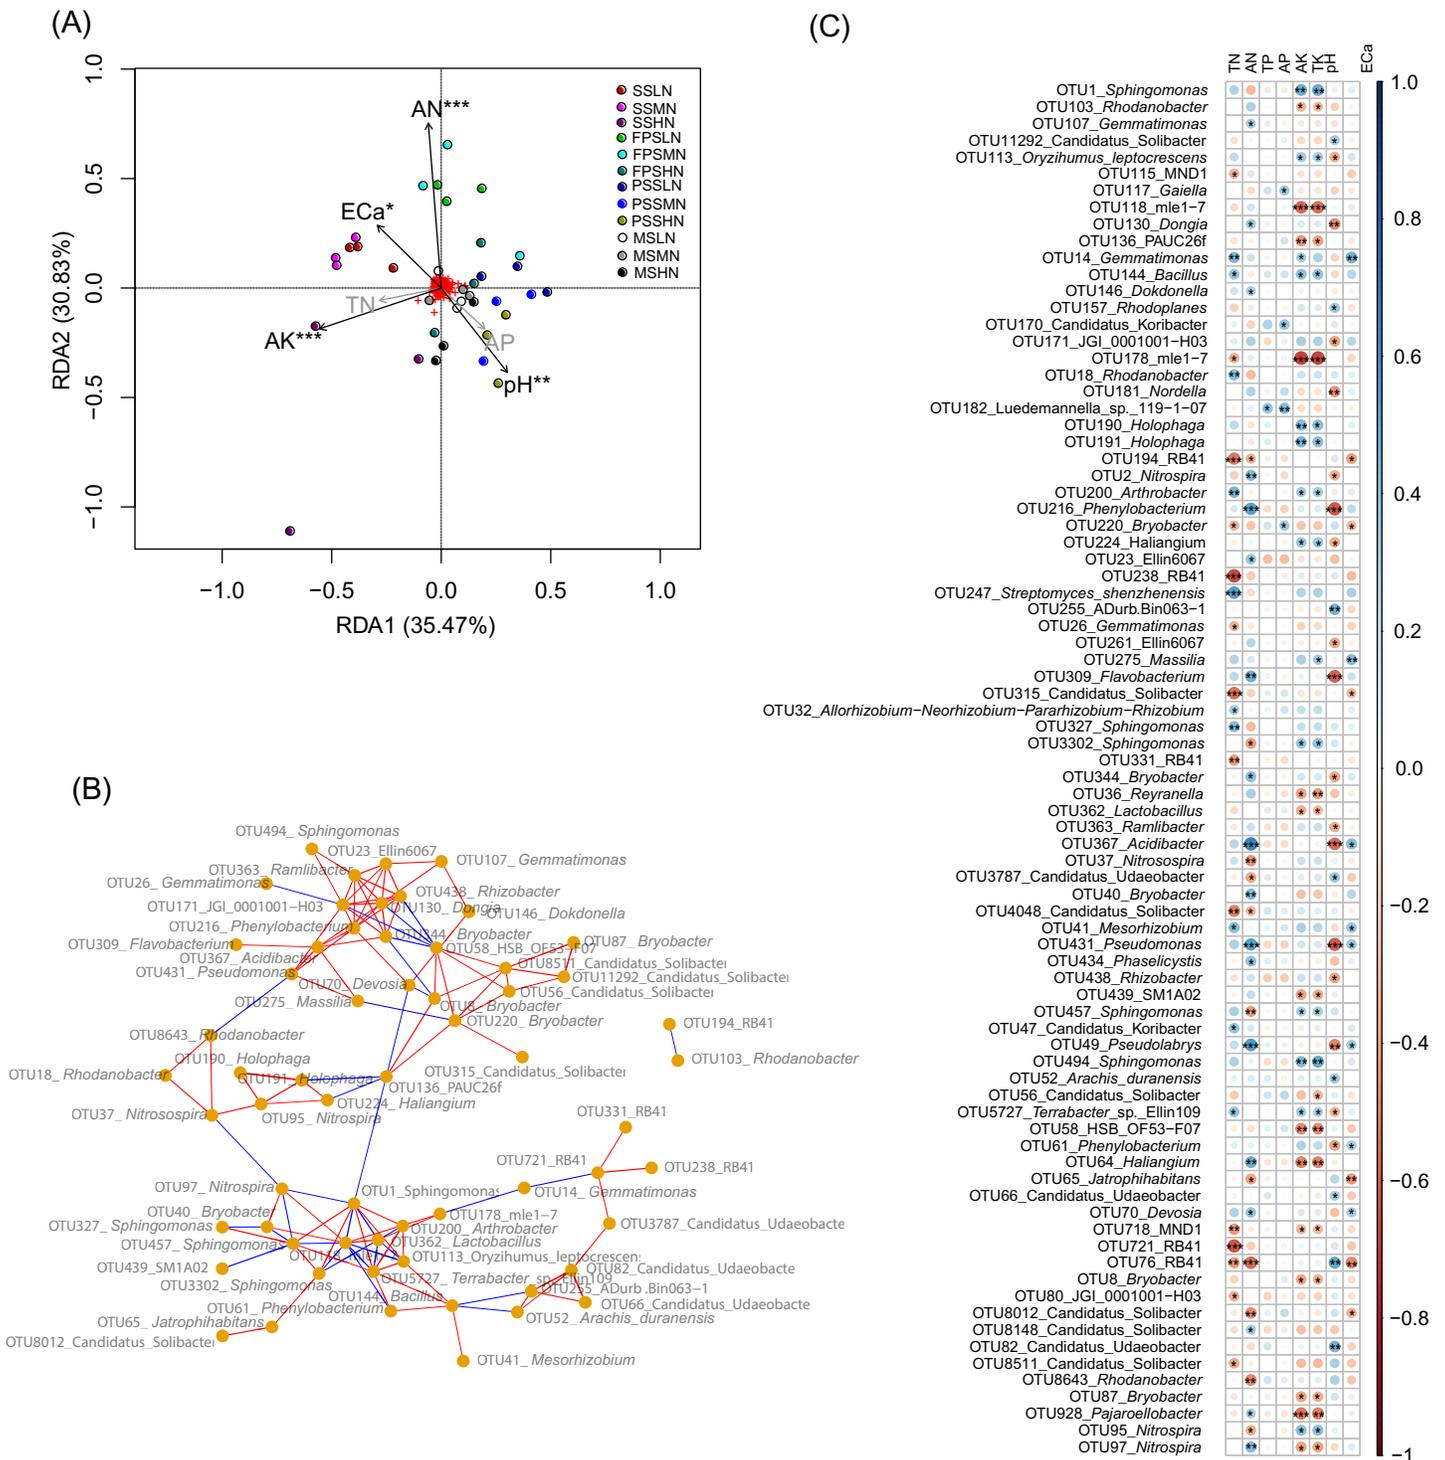 (A)
1.0
0.5
0.0
−0.5
−1.0
RDA2 (30.83%)
−1.0
−0.5
0.0
0.5
1.0
RDA1 (35.47%)
AN***
ECa*
TN
AK***
AP
pH**
SSLN
SSMN
SSHN
FPSLN
FPSMN
FPSHN
PSSLN
PSSMN
PSSHN
MSLN
MSMN
MSHN
(B)
OTU494_ Sphingomonas
OTU23_Ellin6067
OTU107_ Gemmatimonas
OTU363_ Ramlibacter
OTU26_ Gemmatimonas
OTU438_ Rhizobacter
OTU171_JGI_0001001−H03
OTU130_ Dongia
OTU146_ Dokdonella
OTU216_ Phenylobacterium
OTU344_ Bryobacter
OTU309_ Flavobacterium
OTU58_HSB_OF53−F07
OTU87_ Bryobacter
OTU367_ Acidibacter
OTU8511_Candidatus_Solibacter
OTU431_ Pseudomonas
OTU11292_Candidatus_Solibacter
OTU70_ Devosia
OTU56_Candidatus_Solibacter
OTU275_ Massilia
OTU8_ Bryobacter
OTU220_ Bryobacter
OTU194_RB41
OTU8643_ Rhodanobacter
OTU190_ Holophaga
OTU103_ Rhodanobacter
OTU18_ Rhodanobacter
OTU191_ Holophaga
OTU315_Candidatus_Solibacter
OTU136_PAUC26f
OTU224_ Haliangium
OTU37_ Nitrosospira
OTU95_ Nitrospira
OTU331_RB41
OTU721_RB41
OTU238_RB41
OTU97_ Nitrospira
OTU1_Sphingomonas
OTU14_ Gemmatimonas
OTU40_ Bryobacter
OTU178_mle1−7
OTU327_ Sphingomonas
OTU200_ Arthrobacter
OTU3787_Candidatus_Udaeobacte
OTU457_ Sphingomonas
OTU362_ Lactobacillus
OTU118_mle1−7
OTU113_Oryzihumus_leptocrescens
OTU439_SM1A02
OTU82_Candidatus_Udaeobacte
OTU3302_ Sphingomonas
OTU5727_ Terrabacter_sp._Ellin109
OTU255_ADurb.Bin063−1
OTU144_ Bacillus
OTU66_Candidatus_Udaeobacte
OTU61_ Phenylobacterium
OTU52_ Arachis_duranensis
OTU65_ Jatrophihabitans
OTU8012_Candidatus_Solibacter
OTU41_ Mesorhizobium
(C)
TN
AN
TP
AP
AK
TK
pH
ECa
OTU1_Sphingomonas
OTU103_Rhodanobacter
OTU107_Gemmatimonas
OTU11292_Candidatus_Solibacter
OTU113_Oryzihumus_leptocrescens
OTU115_MND1
OTU117_Gaiella
OTU118_mle1−7
OTU130_Dongia
OTU136_PAUC26f
OTU14_Gemmatimonas
OTU144_Bacillus
OTU146_Dokdonella
OTU157_Rhodoplanes
OTU170_Candidatus_Koribacter
OTU171_JGI_0001001−H03
OTU178_mle1−7
OTU18_Rhodanobacter
OTU181_Nordella
OTU182_Luedemannella_sp._119−1−07
OTU190_Holophaga
OTU191_Holophaga
OTU194_RB41
OTU2_Nitrospira
OTU200_Arthrobacter
OTU216_Phenylobacterium
OTU220_Bryobacter
OTU224_Haliangium
OTU23_Ellin6067
OTU238_RB41
OTU247_Streptomyces_shenzhenensis
OTU255_ADurb.Bin063−1
OTU26_Gemmatimonas
OTU261_Ellin6067
OTU275_Massilia
OTU309_Flavobacterium
OTU315_Candidatus_Solibacter
OTU32_Allorhizobium−Neorhizobium−Pararhizobium−Rhizobium
OTU327_Sphingomonas
OTU3302_Sphingomonas
OTU331_RB41
OTU344_Bryobacter
OTU36_Reyranella
OTU362_Lactobacillus
OTU363_Ramlibacter
OTU367_Acidibacter
OTU37_Nitrosospira
OTU3787_Candidatus_Udaeobacter
OTU40_Bryobacter
OTU4048_Candidatus_Solibacter
OTU41_Mesorhizobium
OTU431_Pseudomonas
OTU434_Phaselicystis
OTU438_Rhizobacter
OTU439_SM1A02
OTU457_Sphingomonas
OTU47_Candidatus_Koribacter
OTU49_Pseudolabrys
OTU494_Sphingomonas
OTU52_Arachis_duranensis
OTU56_Candidatus_Solibacter
OTU5727_Terrabacter_sp._Ellin109
OTU58_HSB_OF53−F07
OTU61_Phenylobacterium
OTU64_Haliangium
OTU65_Jatrophihabitans
OTU66_Candidatus_Udaeobacter
OTU70_Devosia
OTU718_MND1
OTU721_RB41
OTU76_RB41
OTU8_Bryobacter
OTU80_JGI_0001001−H03
OTU8012_Candidatus_Solibacter
OTU8148_Candidatus_Solibacter
OTU82_Candidatus_Udaeobacter
OTU8511_Candidatus_Solibacter
OTU8643_Rhodanobacter
OTU87_Bryobacter
OTU928_Pajaroellobacter
OTU95_Nitrospira
OTU97_Nitrospira
1.0
0.8
0.6
0.4
0.2
0.0
−0.2
−0.4
−0.6
−0.8
−1